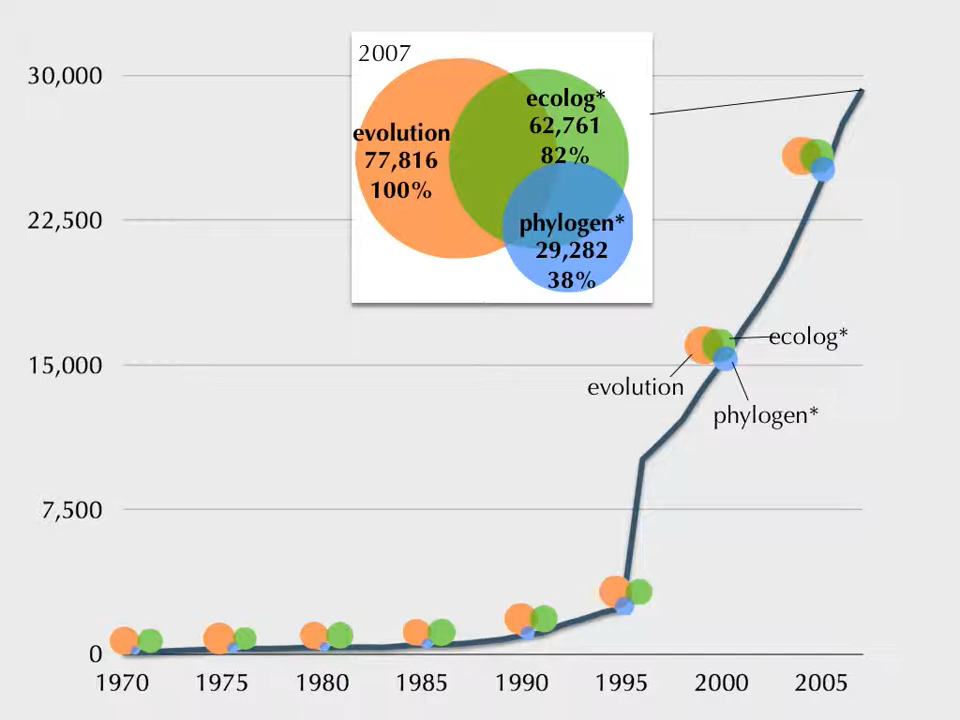 2007
30,000
ecolog*
62,761
82%
evolution
77,816
100%
phylogen*
29,282
38%
22,500
15,000
ecolog*
evolution
phylogen*
7,500
0
1970 1975 1980 1985 1990 1995 2000 2005